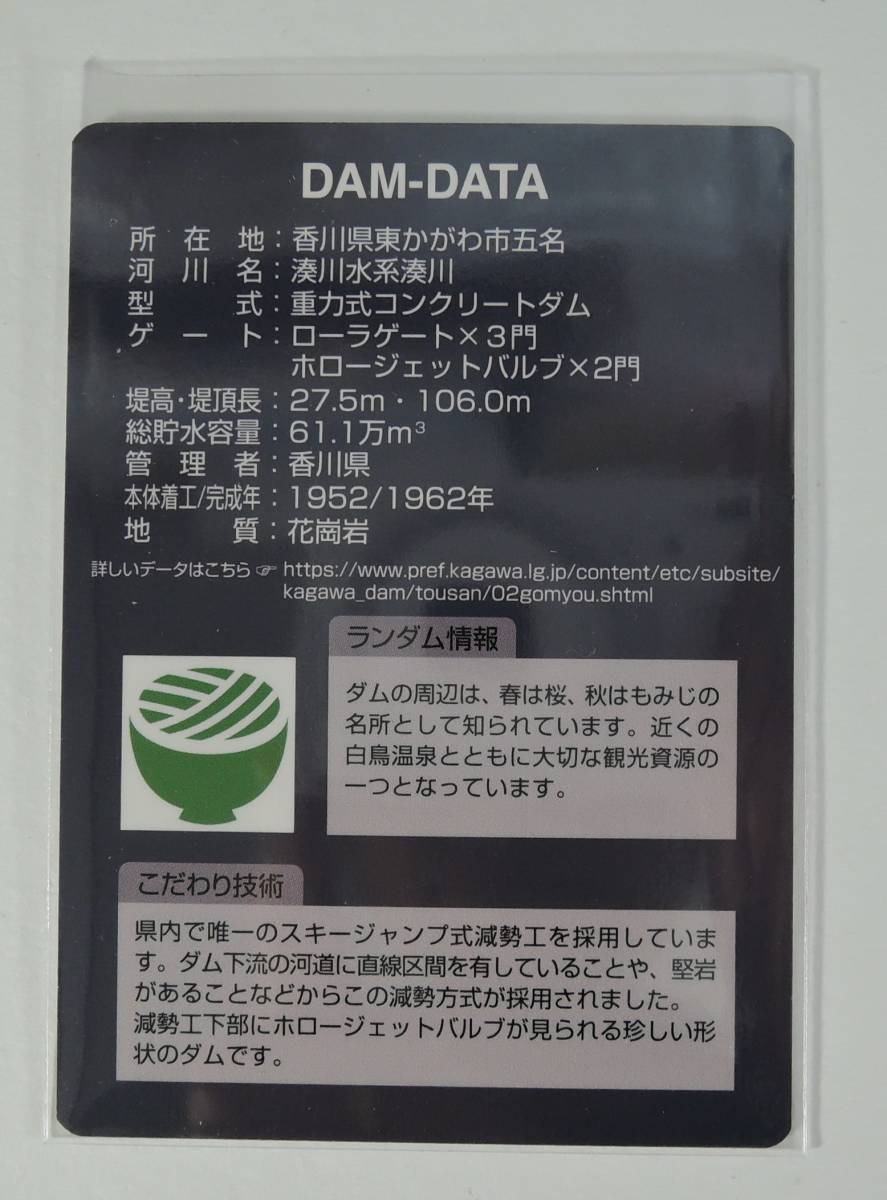 DAM-DATA
所在地：香川県東かがわ市五名
河川名：湊川水系湊川
型式：重力式コンクリートダム
ゲート：ローラゲート×3門
ホロージェットバルブ×2門
堤高・堤頂長：27.5m・106.0m
総貯水容量：61.1万m³
管理者：香川県
本体着工/完成年：1952/1962年
地質：花崗岩
詳しいデータはこちら☞ https://www.pref.kagawa.lg.jp/content/etc/subsite/
kagawa_dam/tousan/02gomyou.shtml
ランダム情報
ダムの周辺は、春は桜、秋はもみじの
名所として知られています。近くの
白鳥温泉とともに大切な観光資源の
一つとなっています。
こだわり技術
県内で唯一のスキージャンプ式減勢工を採用していま
す。ダム下流の河道に直線区間を有していることや、堅岩
があることなどからこの減勢方式が採用されました。
減勢工下部にホロージェットバルブが見られる珍しい形
状のダムです。